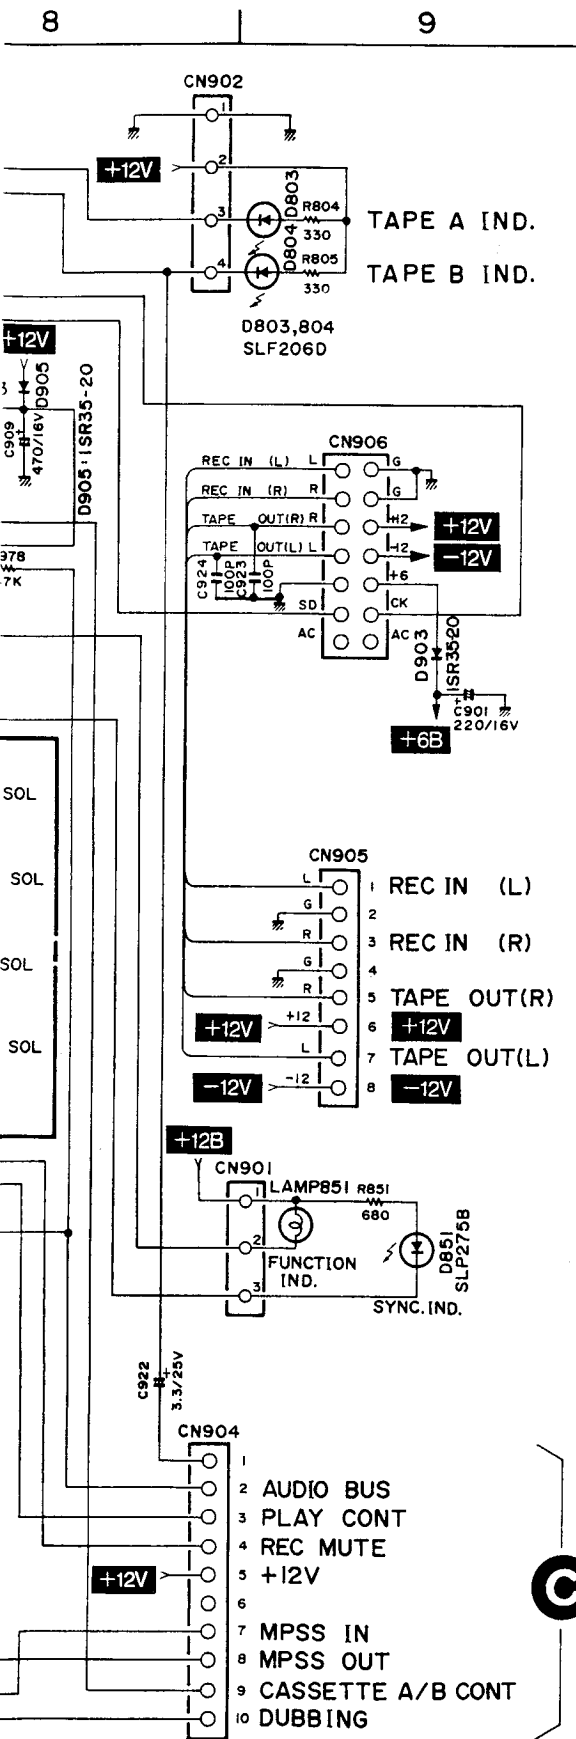 8 9
CN902
1
+12V 2
3 D803 R804 330 TAPE A IND.
4 D804 R805 330 TAPE B IND.
D803,804
SLF206D
+12V
D905
C909
470/16V
D905:1SR35-20
CN906
REC IN (L) L G
REC IN (R) R G
TAPE OUT(R) R +12 +12V
TAPE OUT(L) L -12 -12V
C924 100P C923 100P +6
SD CK
AC AC
978
47K
D903
1SR35-20
C901
220/16V
+6B
SOL
SOL
SOL
SOL
CN905
L 1 REC IN (L)
G 2
R 3 REC IN (R)
G 4
R 5 TAPE OUT(R)
+12V +12 6 +12V
L 7 TAPE OUT(L)
-12V -12 8 -12V
+12B
CN901
1 LAMP851 R851
680
2 FUNCTION
IND.
3
D851
SLP275B
SYNC.IND.
C922
3.3/25V
CN904
1
2 AUDIO BUS
3 PLAY CONT
4 REC MUTE
+12V 5 +12V
6
7 MPSS IN
8 MPSS OUT
9 CASSETTE A/B CONT
10 DUBBING
C